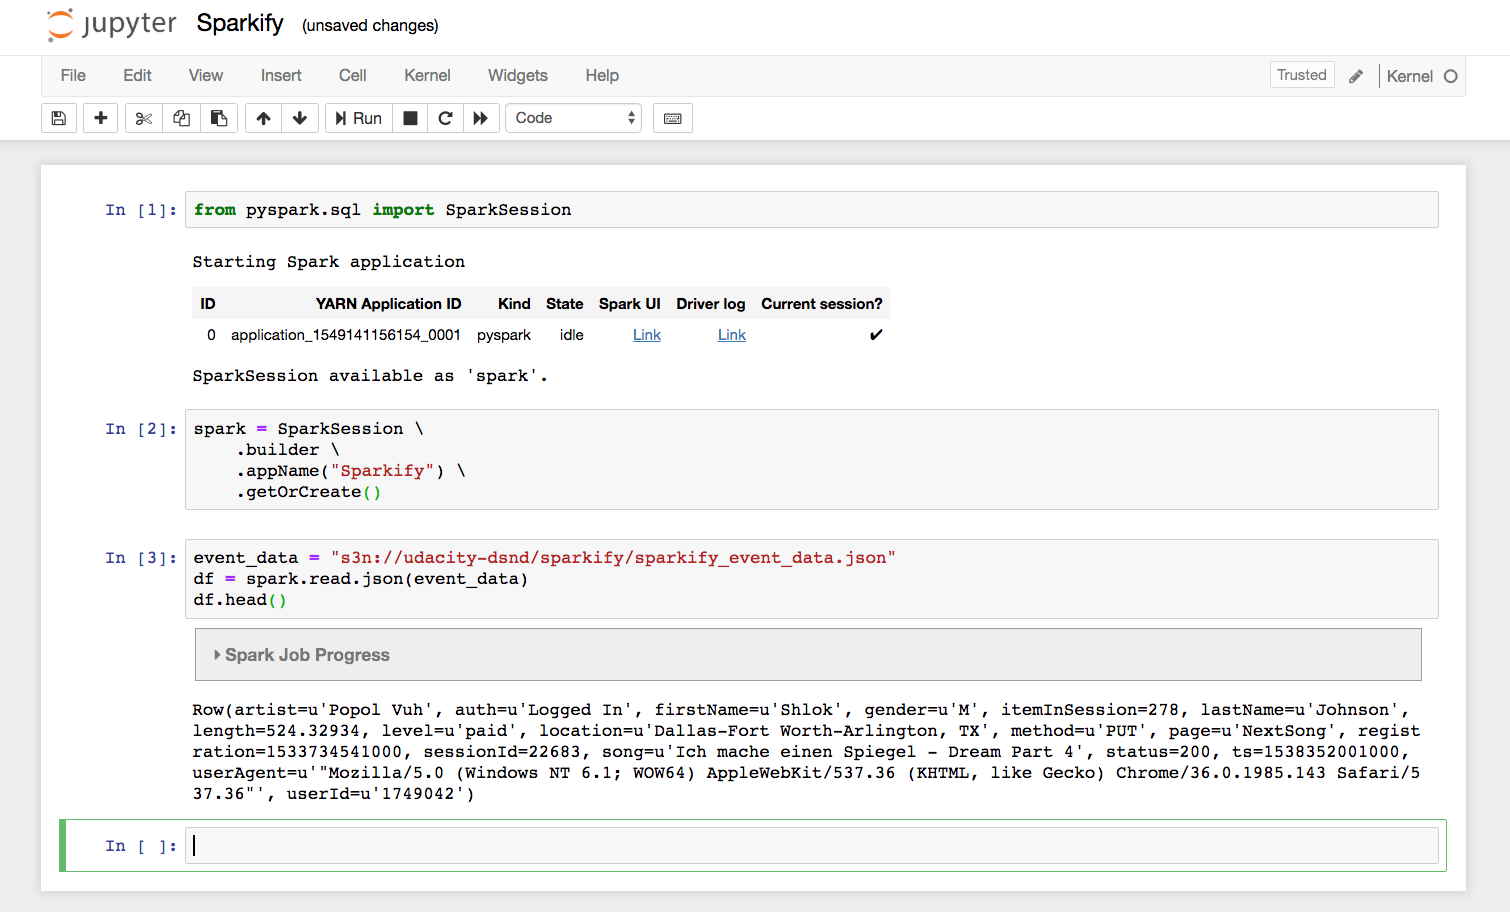 jupyter Sparkify (unsaved changes)
File Edit View Insert Cell Kernel Widgets Help Trusted Kernel
Run Code
In [1]: from pyspark.sql import SparkSession
Starting Spark application
ID YARN Application ID Kind State Spark UI Driver log Current session?
0 application_1549141156154_0001 pyspark idle Link Link ✔
SparkSession available as 'spark'.
In [2]: spark = SparkSession \
.builder \
.appName("Sparkify") \
.getOrCreate()
In [3]: event_data = "s3n://udacity-dsnd/sparkify/sparkify_event_data.json"
df = spark.read.json(event_data)
df.head()
Spark Job Progress
Row(artist=u'Popol Vuh', auth=u'Logged In', firstName=u'Shlok', gender=u'M', itemInSession=278, lastName=u'Johnson',
length=524.32934, level=u'paid', location=u'Dallas-Fort Worth-Arlington, TX', method=u'PUT', page=u'NextSong', regist
ration=1533734541000, sessionId=22683, song=u'Ich mache einen Spiegel - Dream Part 4', status=200, ts=1538352001000,
userAgent=u'"Mozilla/5.0 (Windows NT 6.1; WOW64) AppleWebKit/537.36 (KHTML, like Gecko) Chrome/36.0.1985.143 Safari/5
37.36"', userId=u'1749042')
In [ ]: